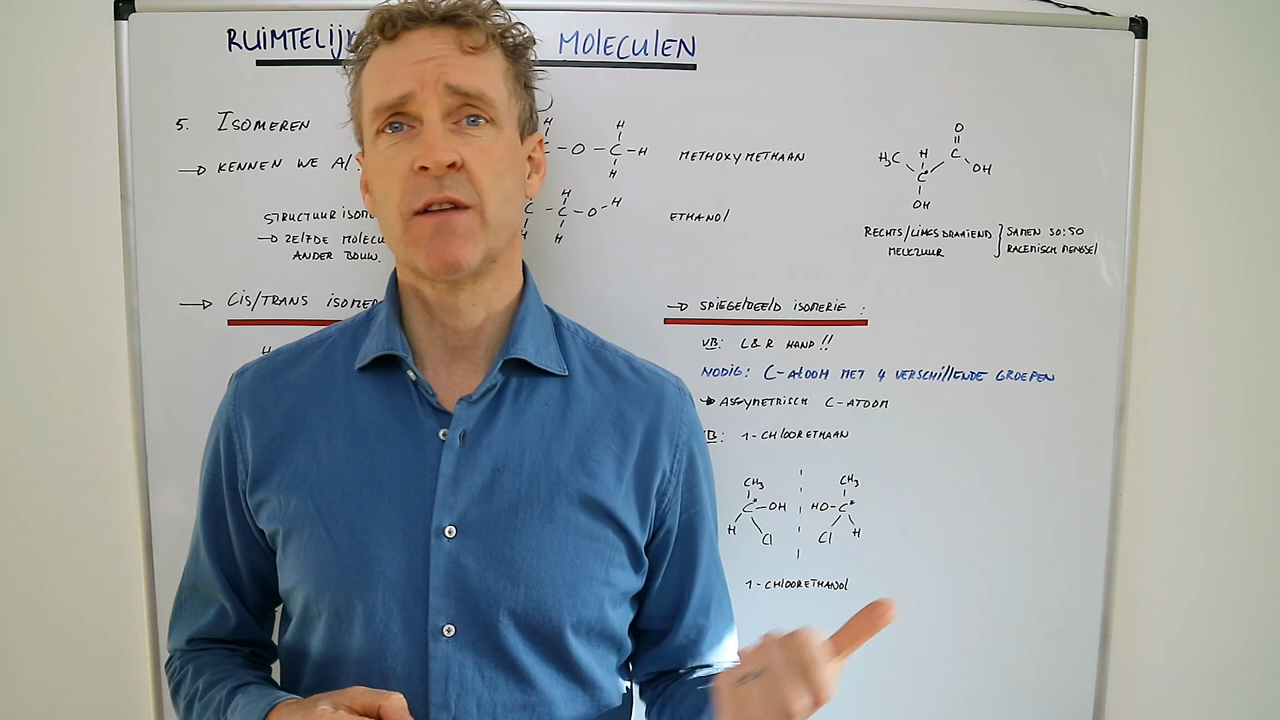 RUIMTELIJK MOLECULEN
5. ISOMEREN
→ KENNEN WE AL:
STRUCTUUR ISOM
→ ZELFDE MOLECU
ANDER BOUW.
H H
C - O - C - H
H
METHOXYMETHAAN
H
C - C - O - H
H H
ETHANOL
O
H3C H C
C* OH
OH
RECHTS/LINKSDRAAIEND } SAMEN 50:50
MELKZUUR RACEMISCH MENGSEL
→ CIS/TRANS ISOMER
H
→ SPIEGELBEELD ISOMERIE :
VB: L & R HAND !!
NODIG: C-ATOOM MET 4 VERSCHILLENDE GROEPEN
→ ASSYMETRISCH C-ATOOM
VB: 1-CHLOORETHAAN
CH3 CH3
C* - OH HO - C*
H Cl Cl H
1-CHLOORETHANOL